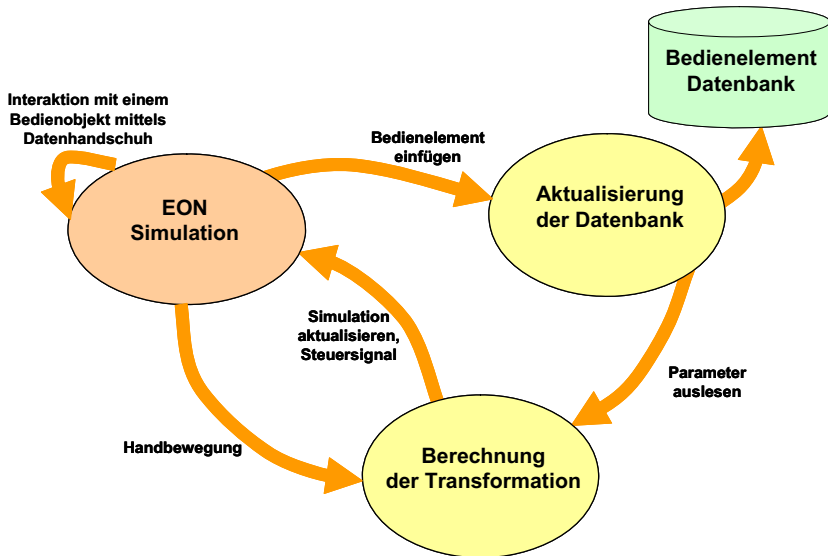 Bedienelement
Datenbank
Interaktion mit einem
Bedienobjekt mittels
Datenhandschuh
Bedienelement
einfügen
Aktualisierung
der Datenbank
EON
Simulation
Simulation
aktualisieren,
Steuersignal
Parameter
auslesen
Handbewegung
Berechnung
der Transformation